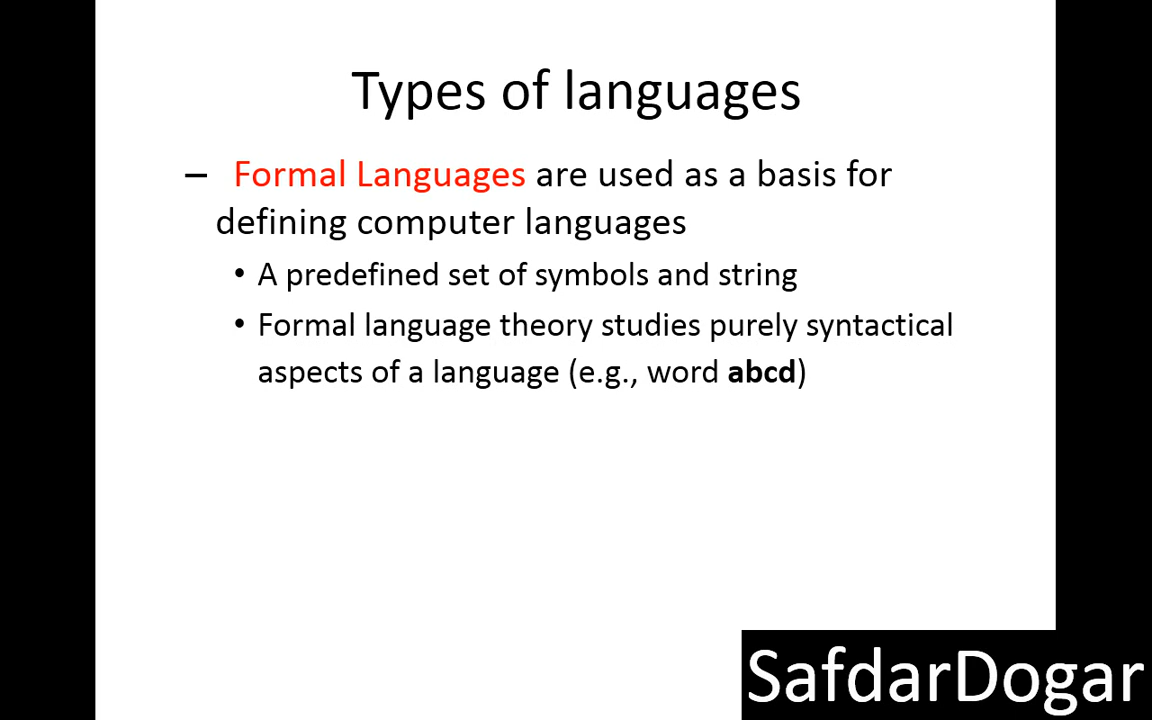 Types of languages
– Formal Languages are used as a basis for
defining computer languages
• A predefined set of symbols and string
• Formal language theory studies purely syntactical
aspects of a language (e.g., word abcd)
SafdarDogar